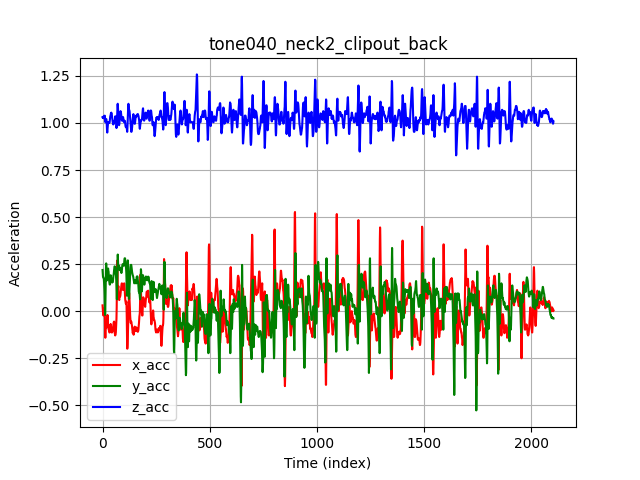 tone040_neck2_clipout_back
1.25
1.00
0.75
0.50
0.25
0.00
−0.25
−0.50
Acceleration
x_acc
y_acc
z_acc
0 500 1000 1500 2000
Time (index)